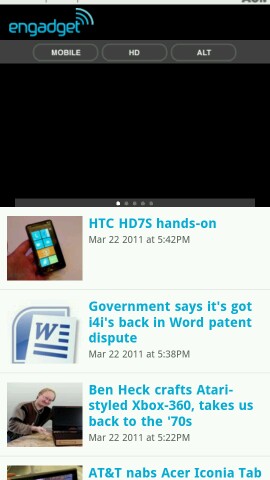 engadget
MOBILE HD ALT
HTC HD7S hands-on
Mar 22 2011 at 5:42PM
Government says it's got
i4i's back in Word patent
dispute
Mar 22 2011 at 5:38PM
W
Ben Heck crafts Atari-
styled Xbox-360, takes us
back to the '70s
Mar 22 2011 at 5:22PM
AT&T nabs Acer Iconia Tab